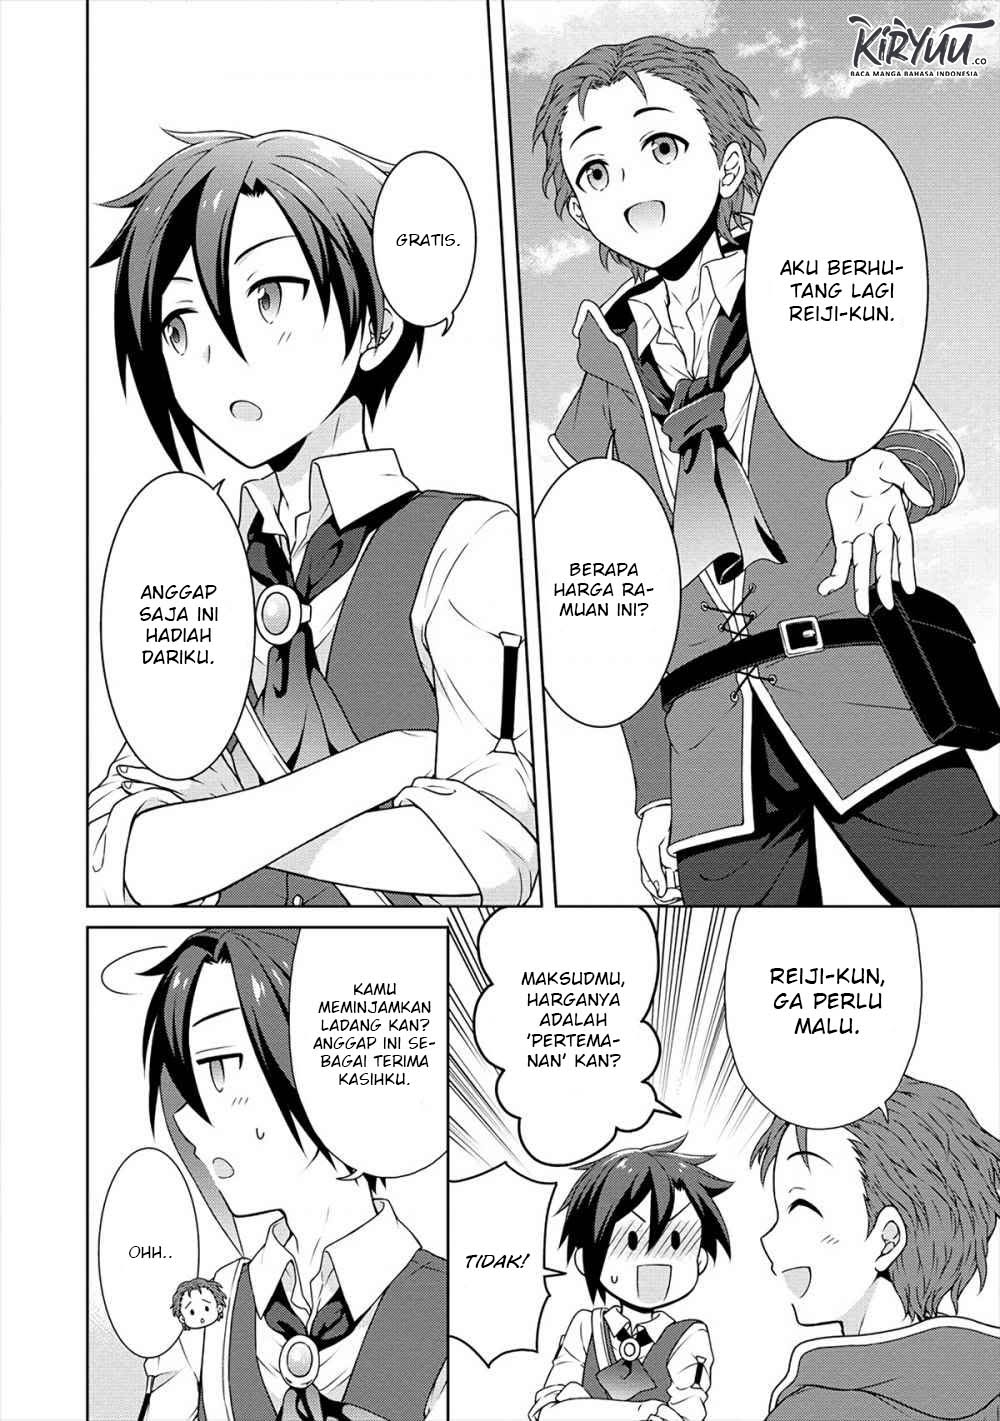 KiRYUU.co
BACA MANGA BAHASA INDONESIA
AKU BERHU-
TANG LAGI
REIJI-KUN.
BERAPA
HARGA RA-
MUAN INI?
GRATIS.
ANGGAP
SAJA INI
HADIAH
DARIKU.
REIJI-KUN,
GA PERLU
MALU.
MAKSUDMU,
HARGANYA
ADALAH
'PERTEMA-
NAN' KAN?
TIDAK!
KAMU
MEMINJAMKAN
LADANG KAN?
ANGGAP INI SE-
BAGAI TERIMA
KASIHKU.
OHH..